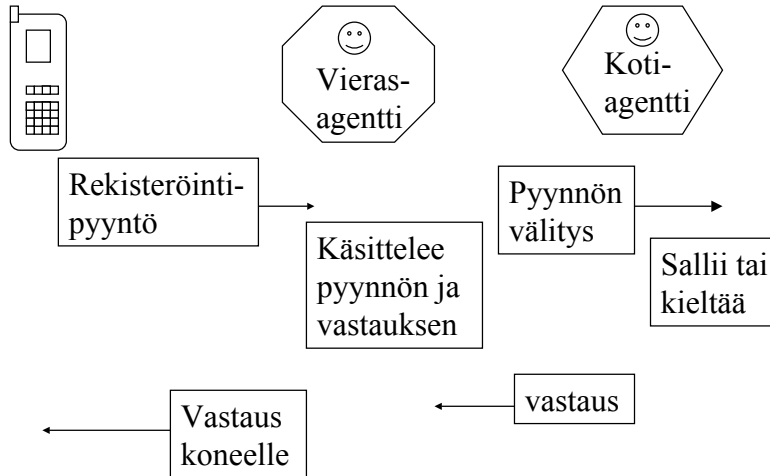 Vieras-
agentti
Koti-
agentti
Rekisteröinti-
pyyntö
Käsittelee
pyynnön ja
vastauksen
Pyynnön
välitys
Sallii tai
kieltää
vastaus
Vastaus
koneelle